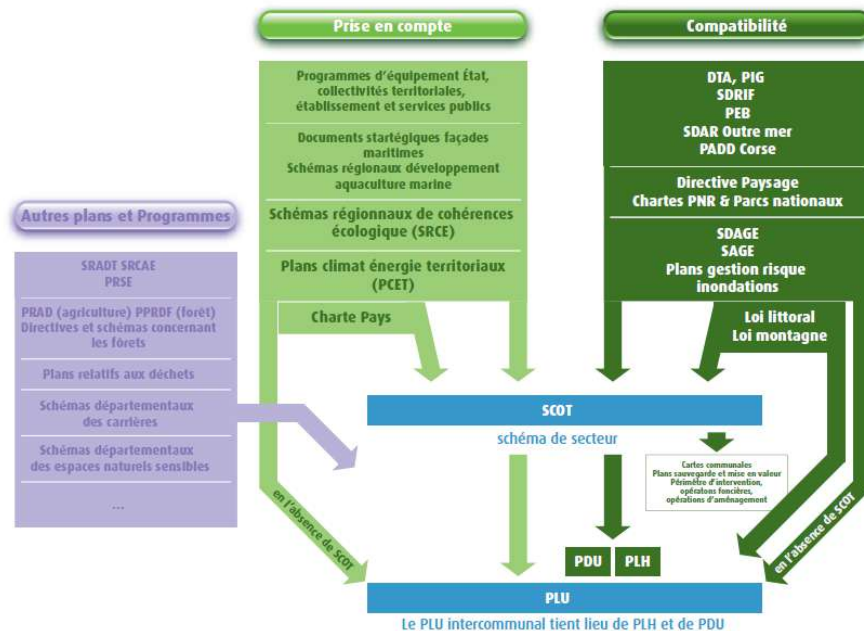 Prise en compte
Programmes d'équipement État,
collectivités territoriales,
établissement et services publics
Documents startégiques façades
maritimes
Schémas régionaux développement
aquaculture marine
Schémas régionnaux de cohérences
écologique (SRCE)
Plans climat énergie territoriaux
(PCET)
Charte Pays
Compatibilité
DTA, PIG
SDRIF
PEB
SDAR Outre mer
PADD Corse
Directive Paysage
Chartes PNR & Parcs nationaux
SDAGE
SAGE
Plans gestion risque
inondations
Loi littoral
Loi montagne
Autres plans et Programmes
SRADT SRCAE
PRSE
PRAD (agriculture) PPRDF (forêt)
Directives et schémas concernant
les fôrets
Plans relatifs aux déchets
Schémas départementaux
des carrières
Schémas départementaux
des espaces naturels sensibles
...
SCOT
schéma de secteur
Cartes communales
Plans sauvegarde et mise en valeur
Périmètre d'intervention,
opératons foncières,
opérations d'aménagement
en l'absence de SCOT
en l'absence de SCOT
PDU
PLH
PLU
Le PLU intercommunal tient lieu de PLH et de PDU